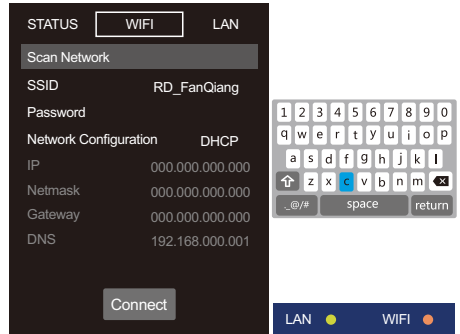 STATUS WIFI LAN
Scan Network
SSID RD_FanQiang
Password
Network Configuration DHCP
IP 000.000.000.000
Netmask 000.000.000.000
Gateway 000.000.000.000
DNS 192.168.000.001
Connect
1 2 3 4 5 6 7 8 9 0
q w e r t y u i o p
a s d f g h j k l
z x c v b n m
._@/# space return
LAN WIFI